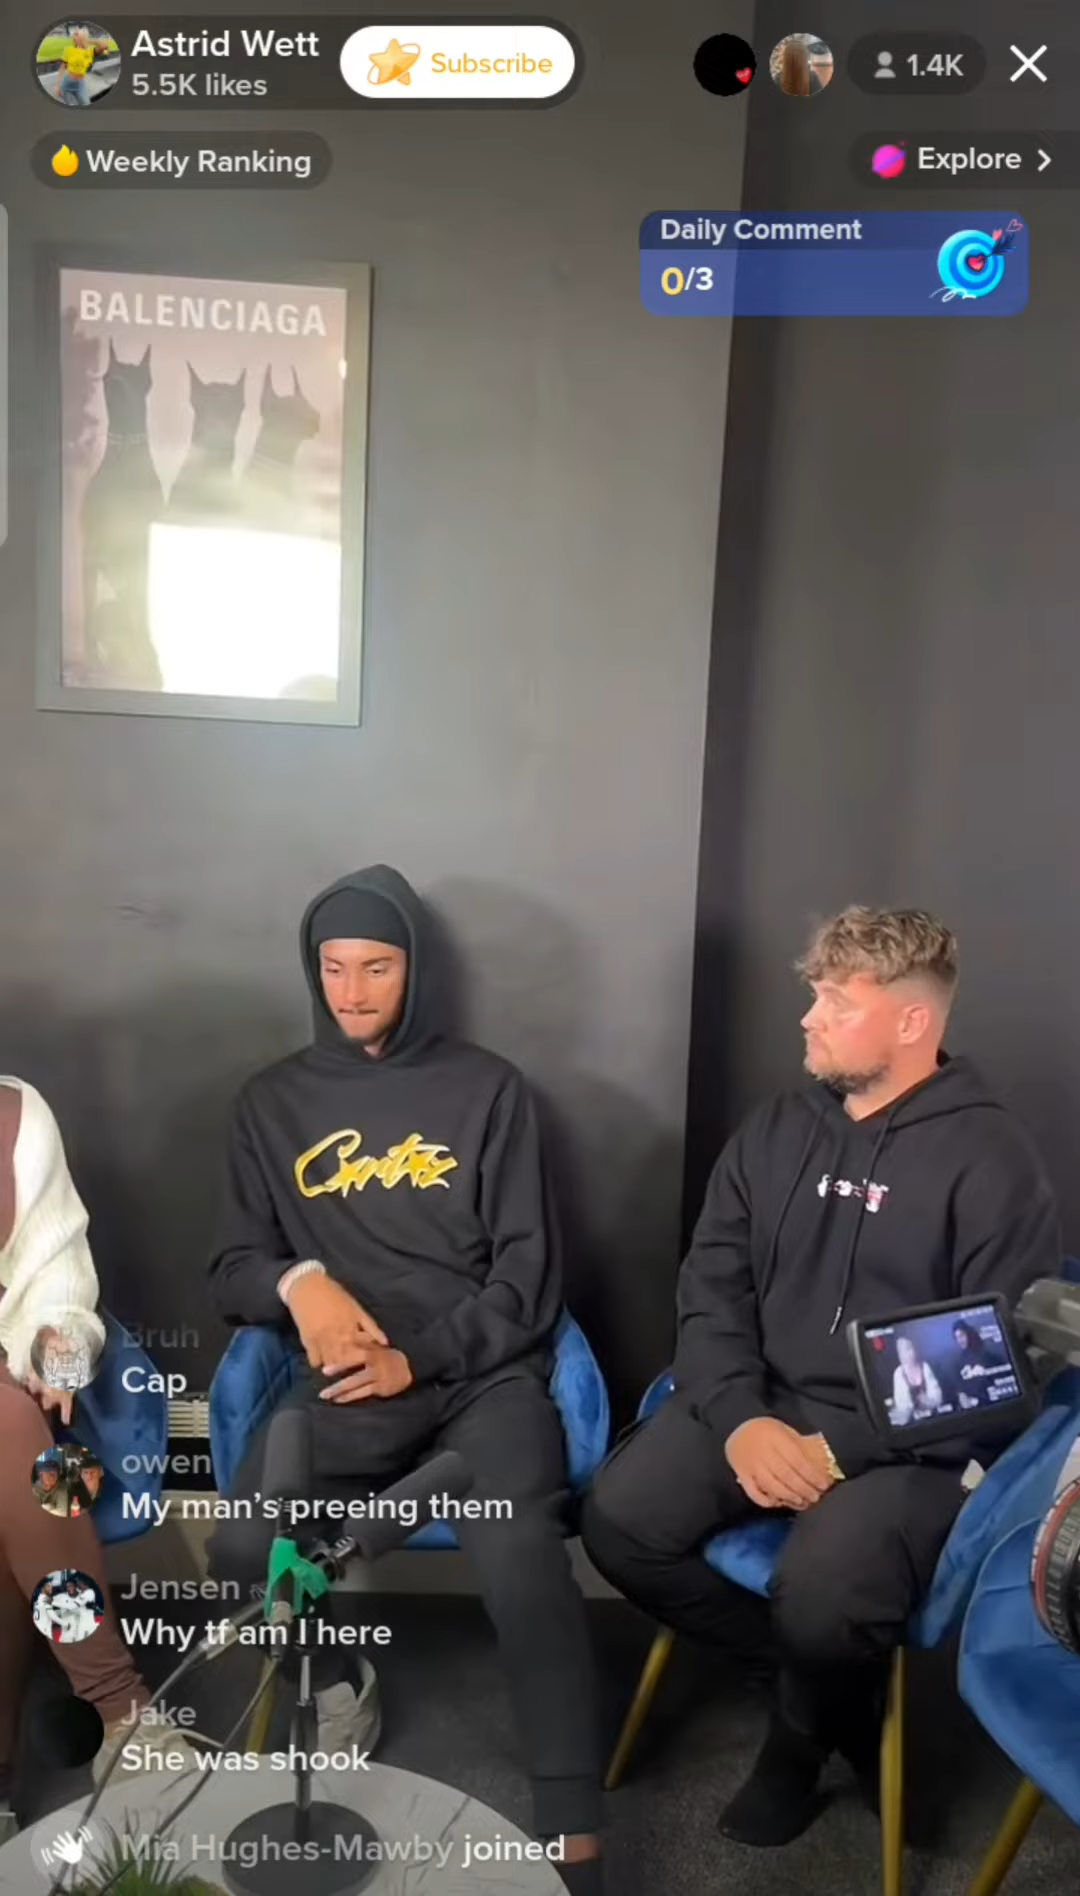 Astrid Wett
5.5K likes
Subscribe
1.4K
Weekly Ranking
Explore
Daily Comment
0/3
BALENCIAGA
Bruh
Cap
owen
My man's preeing them
Jensen
Why tf am I here
Jake
She was shook
Mia Hughes-Mawby joined